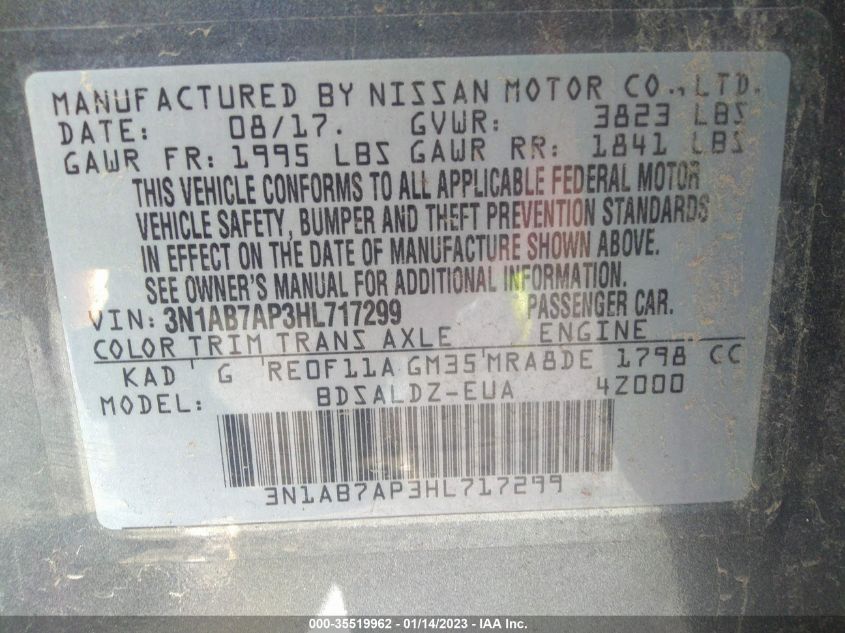 MANUFACTURED BY NISSAN MOTOR CO., LTD.
DATE: 08/17. GVWR: 3823 LBS
GAWR FR: 1995 LBS GAWR RR: 1841 LBS
THIS VEHICLE CONFORMS TO ALL APPLICABLE FEDERAL MOTOR
VEHICLE SAFETY, BUMPER AND THEFT PREVENTION STANDARDS
IN EFFECT ON THE DATE OF MANUFACTURE SHOWN ABOVE.
SEE OWNER'S MANUAL FOR ADDITIONAL INFORMATION.
VIN: 3N1AB7AP3HL717299 PASSENGER CAR.
COLOR TRIM TRANS AXLE ENGINE
KAD G RE0F11A GM35 MRA8DE 1798 CC
MODEL: BDSALDZ-EUA 4Z000
3N1AB7AP3HL717299
000-35519962 - 01/14/2023 - IAA Inc.